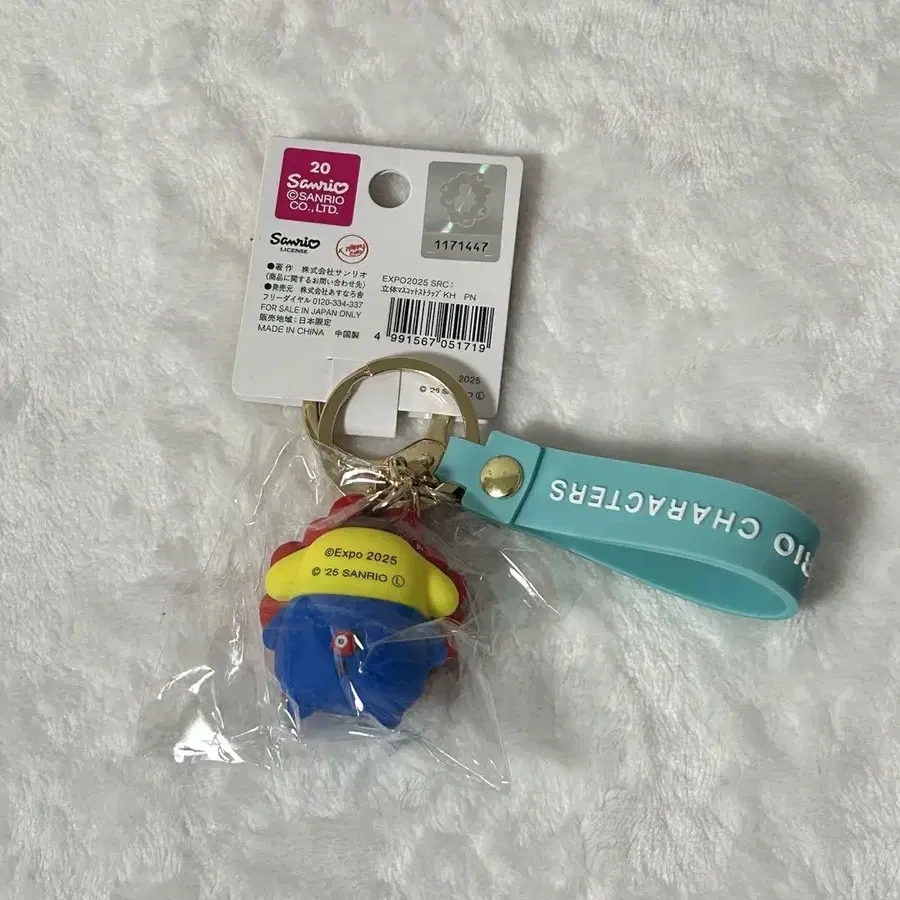 20
Sanrio
©SANRIO
CO.,LTD.
Sanrio
LICENSE
●著作 株式会社サンリオ
(商品に関するお問い合わせ先)
●発売元 株式会社あすなろ舎
フリーダイヤル 0120-334-337
FOR SALE IN JAPAN ONLY
販売地域:日本限定
MADE IN CHINA 中国製
1171447
EXPO2025 SRC:
立体マスコットストラップ KH PN
4 991567 051719
2025
© '25 SA
O Ⓛ
CHARACTERS
RIO
©Expo 2025
© '25 SANRIO Ⓛ